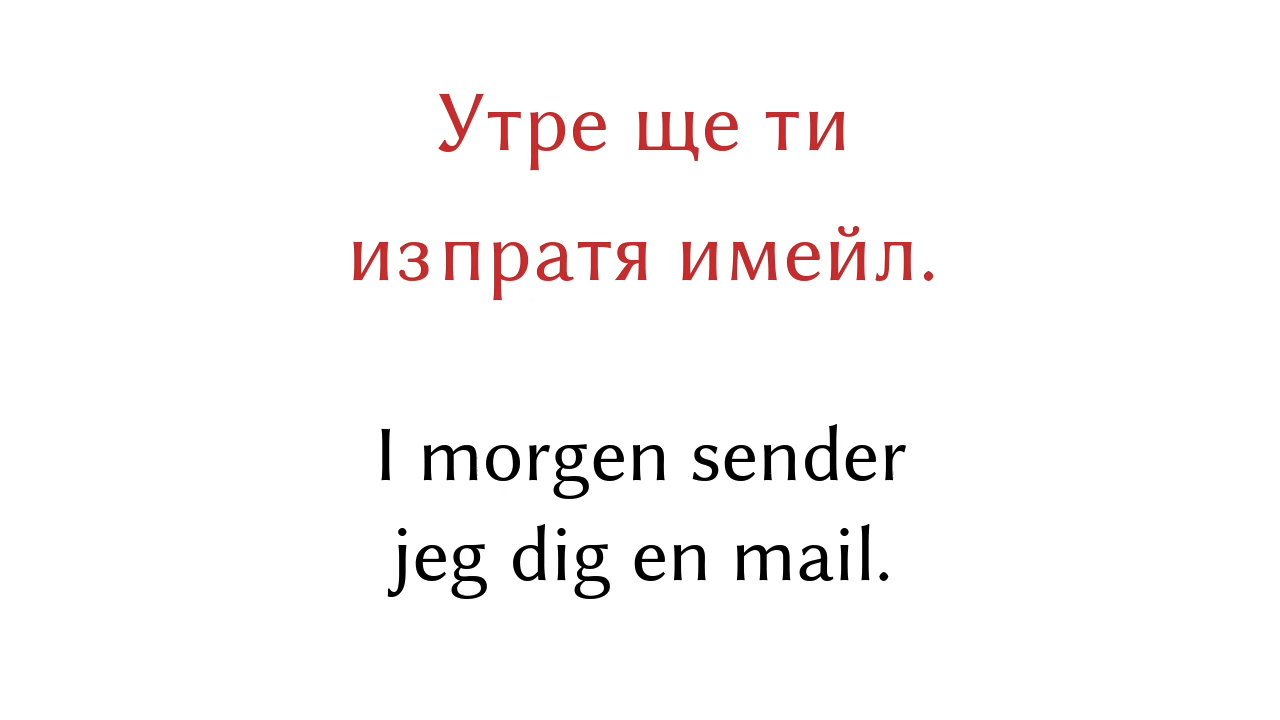 Утре ще ти
изпратя имейл.
I morgen sender
jeg dig en mail.